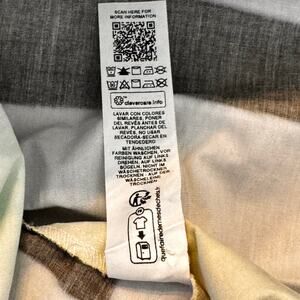 SCAN HERE FOR
MORE INFORMATION
clevercare.info
LAVAR CON COLORES
SIMILARES, PONER
DEL REVÉS ANTES DE
LAVAR, PLANCHAR DEL
REVÉS, NO USAR
SECADORA-SECAR EN
TENDEDERO
MIT ÄHNLICHEN
FARBEN WASCHEN, VOR
REINIGUNG AUF LINKS
DREHEN, AUF LINKS
BÜGELN, NICHT IM
WÄSCHETROCKNER
TROCKNEN - AUF DER
WÄSCHELEINE
TROCKNEN
quefairedemesdechets.fr